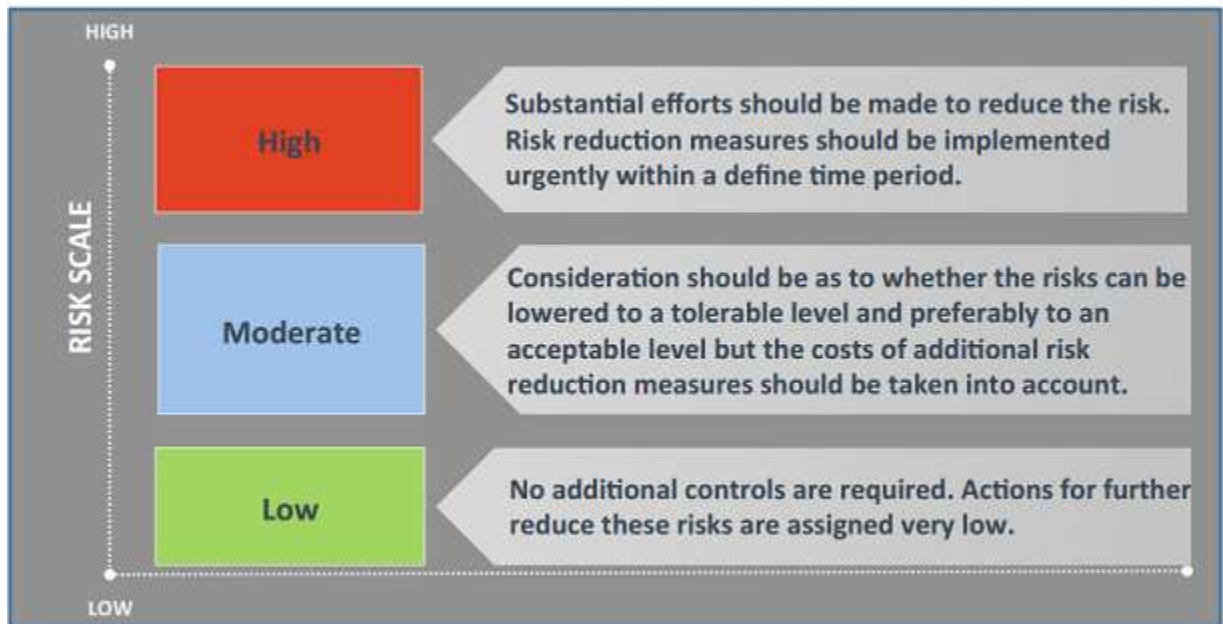 HIGH
High
Substantial efforts should be made to reduce the risk.
Risk reduction measures should be implemented
urgently within a define time period.
RISK SCALE
Moderate
Consideration should be as to whether the risks can be
lowered to a tolerable level and preferably to an
acceptable level but the costs of additional risk
reduction measures should be taken into account.
Low
No additional controls are required. Actions for further
reduce these risks are assigned very low.
LOW